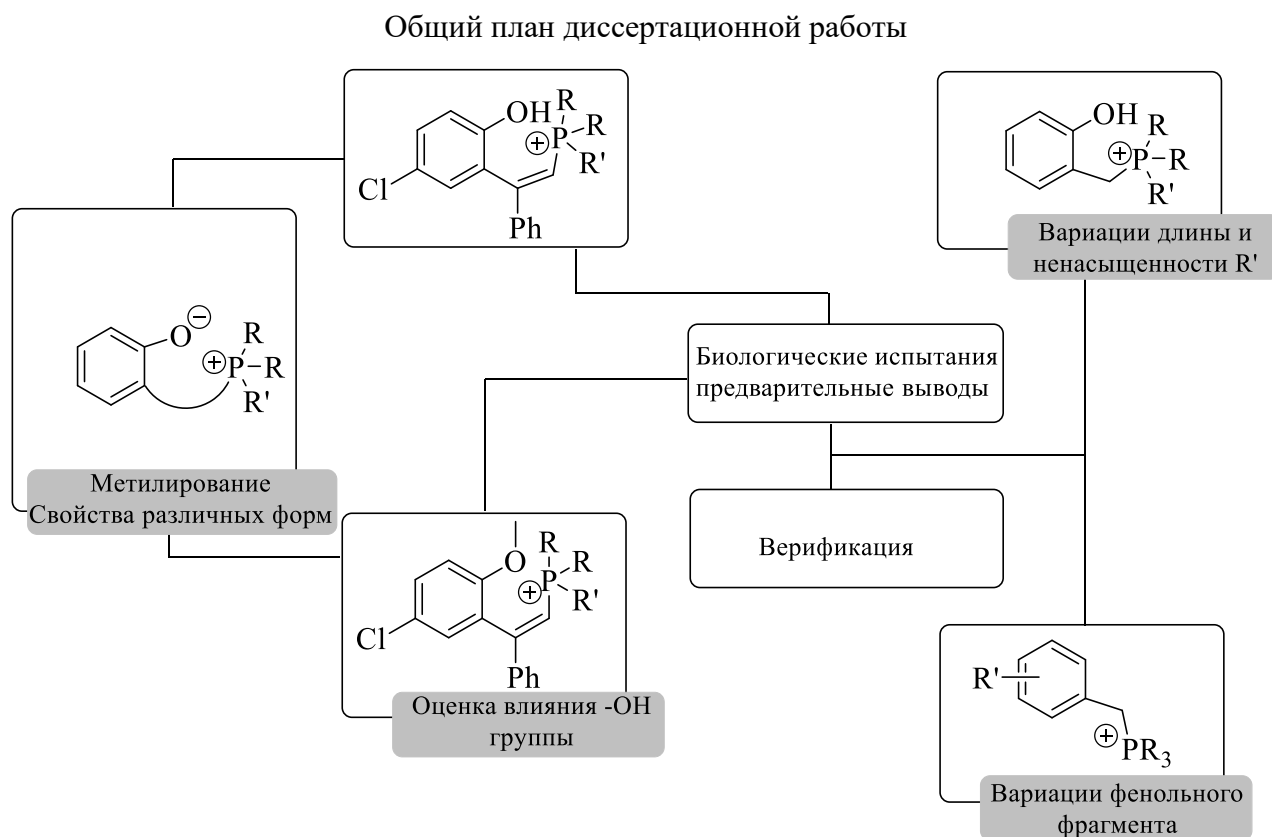 Общий план диссертационной работы
OH
R
R
P
R'
Cl
Ph
OH
R
P
R
R'
Вариации длины и
ненасыщенности R'
O
R
P
R
R'
Метилирование
Свойства различных форм
Биологические испытания
предварительные выводы
Верификация
O
R
R
P
R'
Cl
Ph
Оценка влияния -OH
группы
R'
PR3
Вариации фенольного
фрагмента